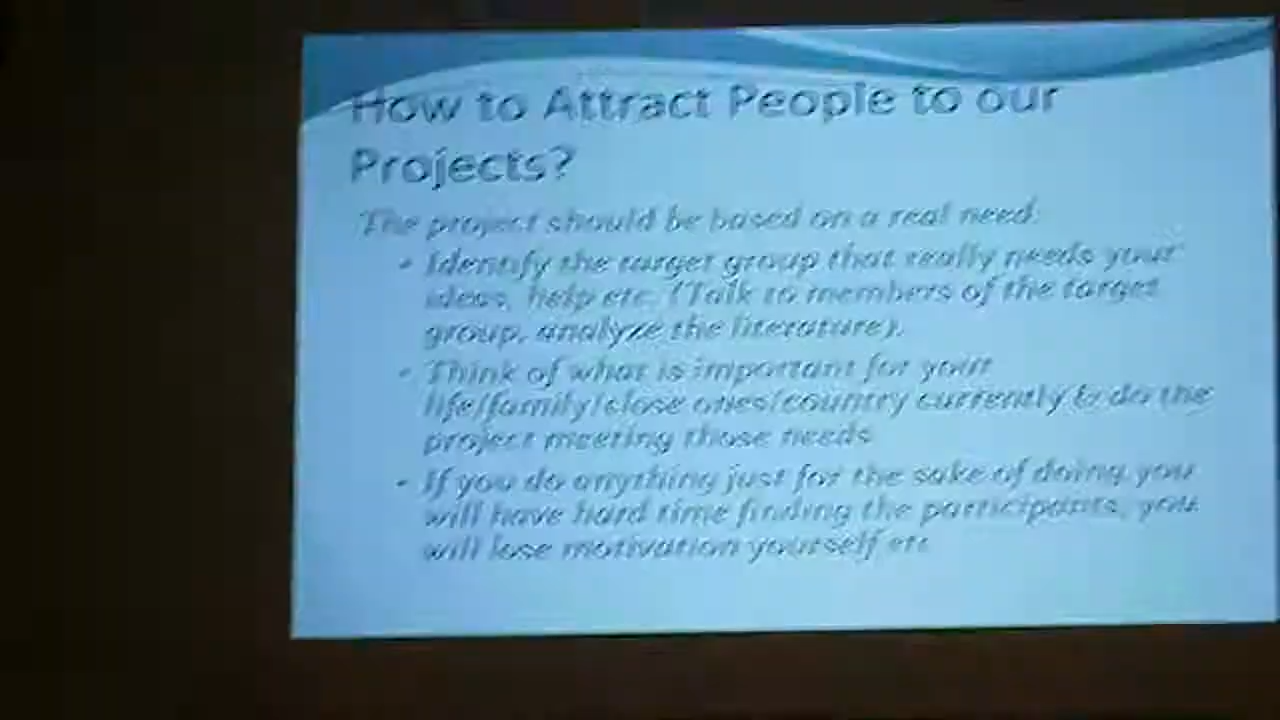 How to Attract People to our
Projects?
The project should be based on a real need:
• Identify the target group that really needs your
ideas, help etc. (Talk to members of the target
group, analyze the literature).
• Think of what is important for your
life/family/close ones/country currently & do the
project meeting those needs
• If you do anything just for the sake of doing, you
will have hard time finding the participants, you
will lose motivation yourself etc